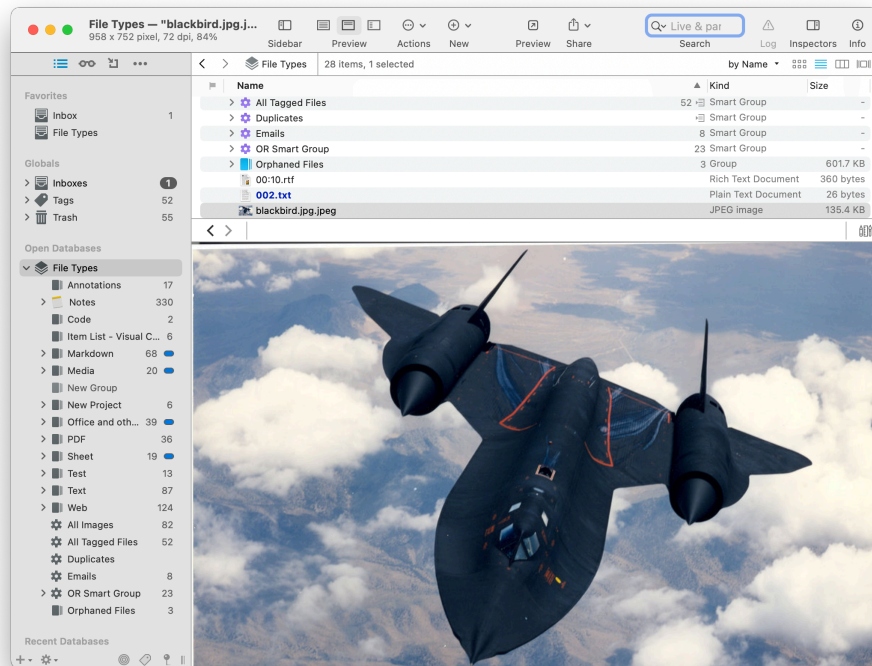 File Types — "blackbird.jpg.j...
958 x 752 pixel, 72 dpi, 84%
Sidebar
Preview
Actions
New
Preview
Share
Live & par
Search
Log
Inspectors
Info
File Types
28 items, 1 selected
by Name
Favorites
Inbox 1
File Types
Globals
Inboxes 1
Tags 52
Trash 55
Open Databases
File Types
Annotations 17
Notes 330
Code 2
Item List - Visual C... 6
Markdown 68
Media 20
New Group
New Project 6
Office and oth... 39
PDF 36
Sheet 19
Test 13
Text 87
Web 124
All Images 82
All Tagged Files 52
Duplicates
Emails 8
OR Smart Group 23
Orphaned Files 3
Recent Databases
Name Kind Size
All Tagged Files 52 Smart Group -
Duplicates Smart Group -
Emails 8 Smart Group -
OR Smart Group 23 Smart Group -
Orphaned Files 3 Group 601.7 KB
00:10.rtf Rich Text Document 360 bytes
002.txt Plain Text Document 26 bytes
blackbird.jpg.jpeg JPEG image 135.4 KB